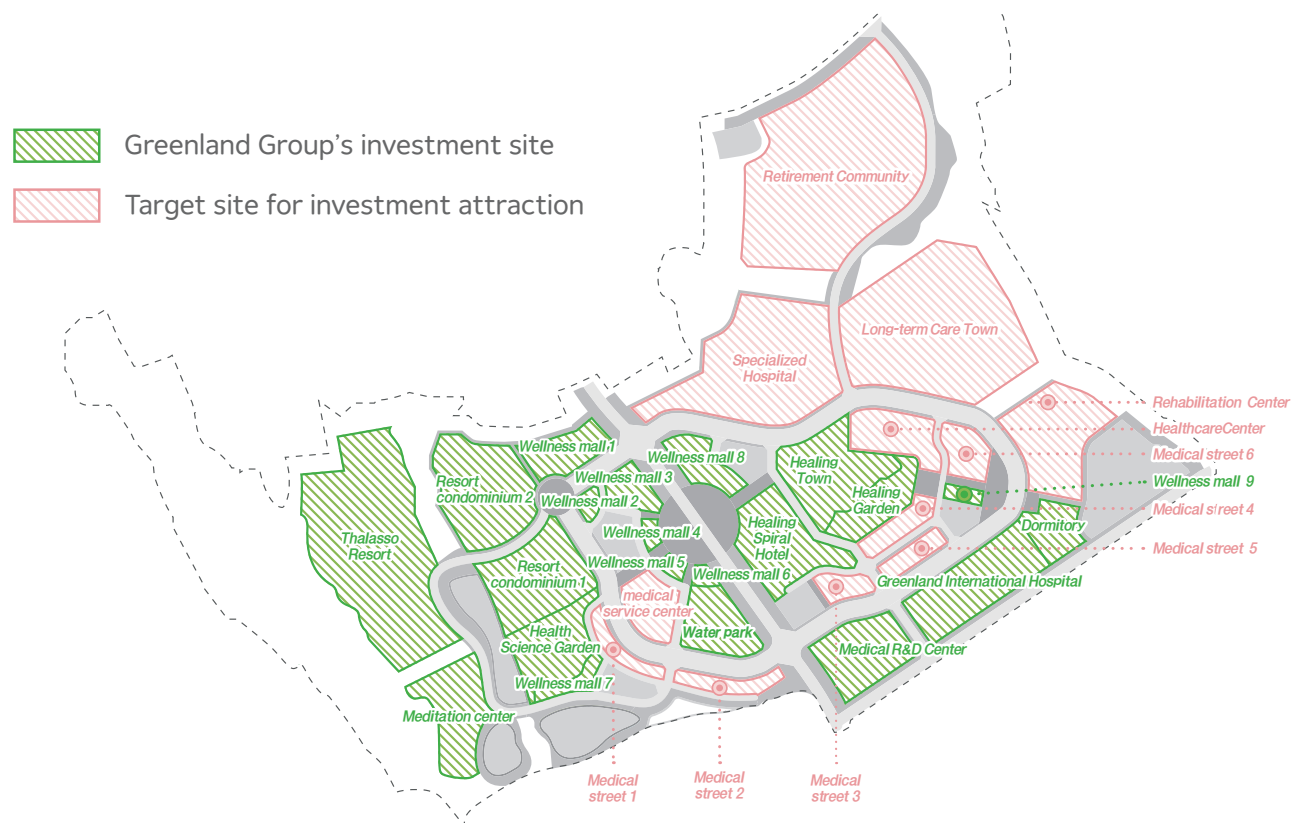 Greenland Group's investment site
Target site for investment attraction
Retirement Community
Long-term Care Town
Specialized
Hospital
Rehabilitation Center
HealthcareCenter
Medical street 6
Wellness mall 9
Medical street 4
Medical street 5
Wellness mall 1
Wellness mall 8
Wellness mall 3
Wellness mall 2
Wellness mall 4
Wellness mall 5
Wellness mall 6
Resort
condominium 2
Healing
Town
Healing
Garden
Healing
Spiral
Hotel
Dormitory
Thalasso
Resort
Resort
condominium 1
Greenland International Hospital
medical
service center
Health
Science Garden
Water park
Medical R&D Center
Wellness mall 7
Meditation center
Medical
street 1
Medical
street 2
Medical
street 3